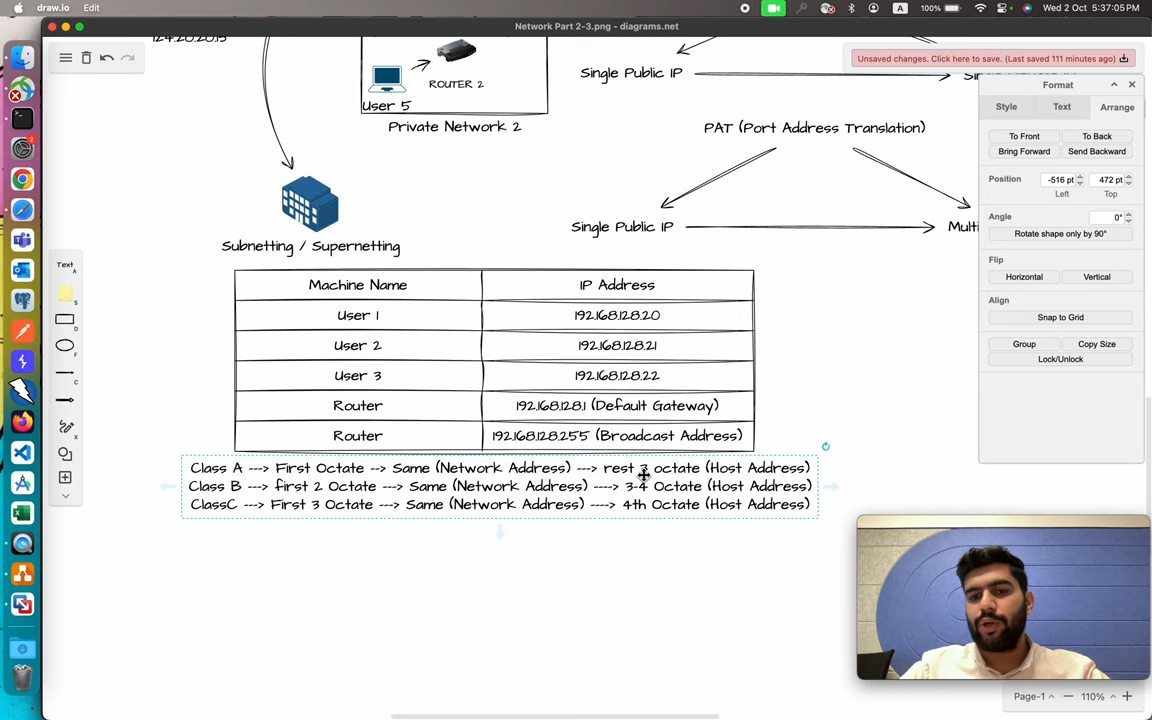 draw.io Edit
A 100% Wed 2 Oct 5:37:05 PM
Network Part 2-3.png - diagrams.net
124.20.20.15
Unsaved changes. Click here to save. (Last saved 111 minutes ago)
ROUTER 2
User 5
Private Network 2
Single Public IP
PAT (Port Address Translation)
Single Public IP
Multi
Subnetting / Supernetting
Machine Name IP Address
User 1 192.168.128.20
User 2 192.168.128.21
User 3 192.168.128.22
Router 192.168.128.1 (Default Gateway)
Router 192.168.128.255 (Broadcast Address)
Class A ---> First Octate --> Same (Network Address) ---> rest 3 octate (Host Address)
Class B ---> first 2 Octate ---> Same (Network Address) ----> 3-4 Octate (Host Address)
ClassC ---> First 3 Octate ---> Same (Network Address) ----> 4th Octate (Host Address)
Text
A
S
D
F
C
X
Format
Style Text Arrange
To Front To Back
Bring Forward Send Backward
Position -516 pt 472 pt
Left Top
Angle 0°
Rotate shape only by 90°
Flip
Horizontal Vertical
Align
Snap to Grid
Group Copy Size
Lock/Unlock
Page-1 110%